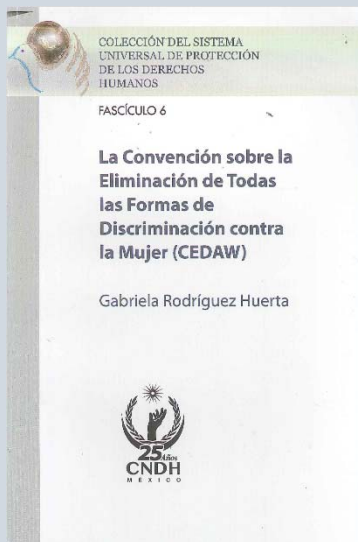 COLECCIÓN DEL SISTEMA
UNIVERSAL DE PROTECCIÓN
DE LOS DERECHOS
HUMANOS
FASCÍCULO 6
La Convención sobre la
Eliminación de Todas
las Formas de
Discriminación contra
la Mujer (CEDAW)
Gabriela Rodríguez Huerta
25 Años
CNDH
MÉXICO